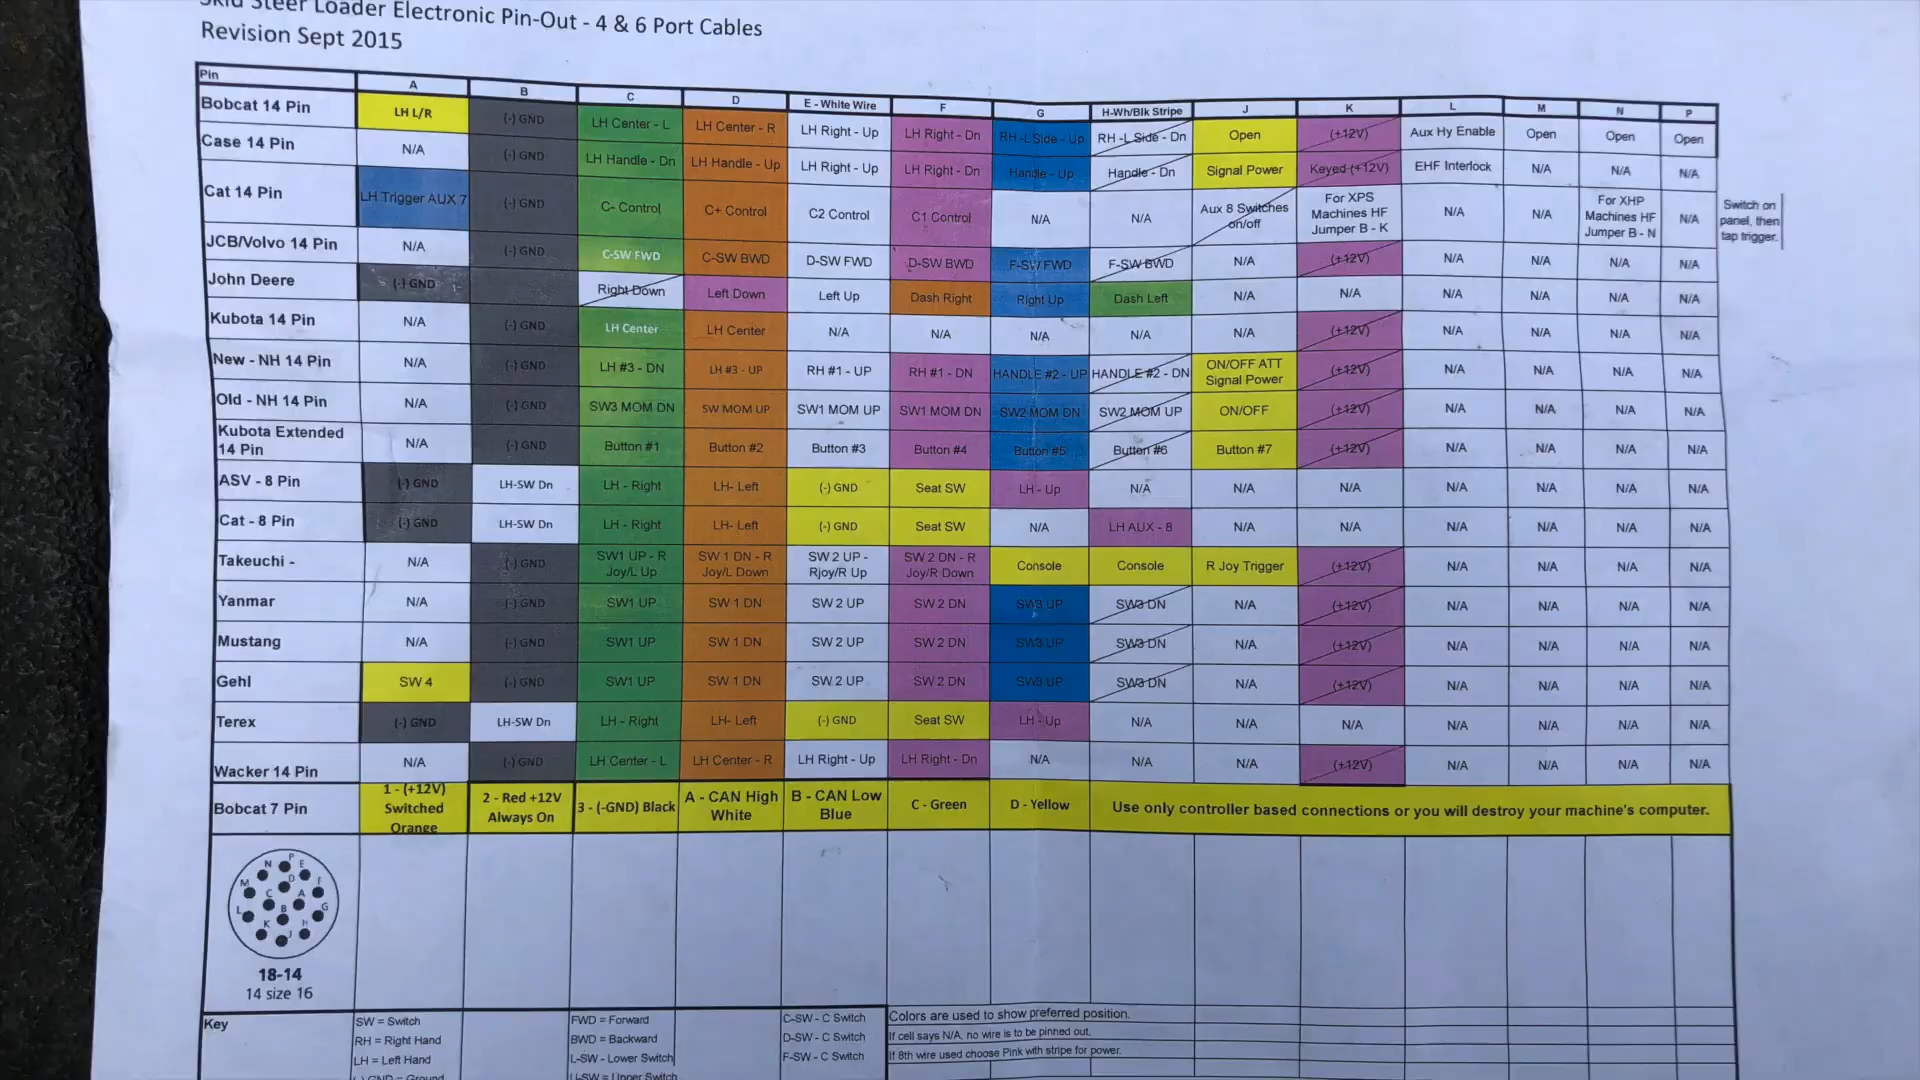 Skid Steer Loader Electronic Pin-Out - 4 & 6 Port Cables
Revision Sept 2015
Pin A B C D E - White Wire F G H-Wh/Blk Stripe J K L M N P
Bobcat 14 Pin LH L/R (-) GND LH Center - L LH Center - R LH Right - Up LH Right - Dn RH -L Side - Up RH -L Side - Dn Open (+12V) Aux Hy Enable Open Open Open
Case 14 Pin N/A (-) GND LH Handle - Dn LH Handle - Up LH Right - Up LH Right - Dn Handle - Up Handle - Dn Signal Power Keyed (+12V) EHF Interlock N/A N/A N/A
Cat 14 Pin LH Trigger AUX 7 (-) GND C- Control C+ Control C2 Control C1 Control N/A N/A Aux 8 Switches on/off For XPS Machines HF Jumper B - K N/A N/A For XHP Machines HF Jumper B - N N/A Switch on panel, then tap trigger.
JCB/Volvo 14 Pin N/A (-) GND C-SW FWD C-SW BWD D-SW FWD D-SW BWD F-SW FWD F-SW BWD N/A (+12V) N/A N/A N/A N/A
John Deere (-) GND Right Down Left Down Left Up Dash Right Right Up Dash Left N/A N/A N/A N/A N/A N/A
Kubota 14 Pin N/A (-) GND LH Center LH Center N/A N/A N/A N/A N/A (+12V) N/A N/A N/A N/A
New - NH 14 Pin N/A (-) GND LH #3 - DN LH #3 - UP RH #1 - UP RH #1 - DN HANDLE #2 - UP HANDLE #2 - DN ON/OFF ATT Signal Power (+12V) N/A N/A N/A N/A
Old - NH 14 Pin N/A (-) GND SW3 MOM DN SW MOM UP SW1 MOM UP SW1 MOM DN SW2 MOM DN SW2 MOM UP ON/OFF (+12V) N/A N/A N/A N/A
Kubota Extended 14 Pin N/A (-) GND Button #1 Button #2 Button #3 Button #4 Button #5 Button #6 Button #7 (+12V) N/A N/A N/A N/A
ASV - 8 Pin (-) GND LH-SW Dn LH - Right LH- Left (-) GND Seat SW LH - Up N/A N/A N/A N/A N/A N/A N/A
Cat - 8 Pin (-) GND LH-SW Dn LH - Right LH- Left (-) GND Seat SW N/A LH AUX - 8 N/A N/A N/A N/A N/A N/A
Takeuchi - N/A (-) GND SW1 UP - R Joy/L Up SW 1 DN - R Joy/L Down SW 2 UP - Rjoy/R Up SW 2 DN - R Joy/R Down Console Console R Joy Trigger (+12V) N/A N/A N/A N/A
Yanmar N/A (-) GND SW1 UP SW 1 DN SW 2 UP SW 2 DN SW3 UP SW3 DN N/A (+12V) N/A N/A N/A N/A
Mustang N/A (-) GND SW1 UP SW 1 DN SW 2 UP SW 2 DN SW3 UP SW3 DN N/A (+12V) N/A N/A N/A N/A
Gehl SW 4 (-) GND SW1 UP SW 1 DN SW 2 UP SW 2 DN SW3 UP SW3 DN N/A (+12V) N/A N/A N/A N/A
Terex (-) GND LH-SW Dn LH - Right LH- Left (-) GND Seat SW LH - Up N/A N/A N/A N/A N/A N/A N/A
Wacker 14 Pin N/A (-) GND LH Center - L LH Center - R LH Right - Up LH Right - Dn N/A N/A N/A (+12V) N/A N/A N/A N/A
Bobcat 7 Pin 1 - (+12V) Switched Orange 2 - Red +12V Always On 3 - (-GND) Black A - CAN High White B - CAN Low Blue C - Green D - Yellow Use only controller based connections or you will destroy your machine's computer.
P
N E
M D F
C A
L B G
K H
J
18-14
14 size 16
Key SW = Switch FWD = Forward C-SW - C Switch Colors are used to show preferred position.
RH = Right Hand BWD = Backward D-SW - C Switch If cell says N/A, no wire is to be pinned out.
LH = Left Hand L-SW - Lower Switch F-SW - C Switch If 8th wire used choose Pink with stripe for power.
(-) GND = Ground U-SW = Upper Switch